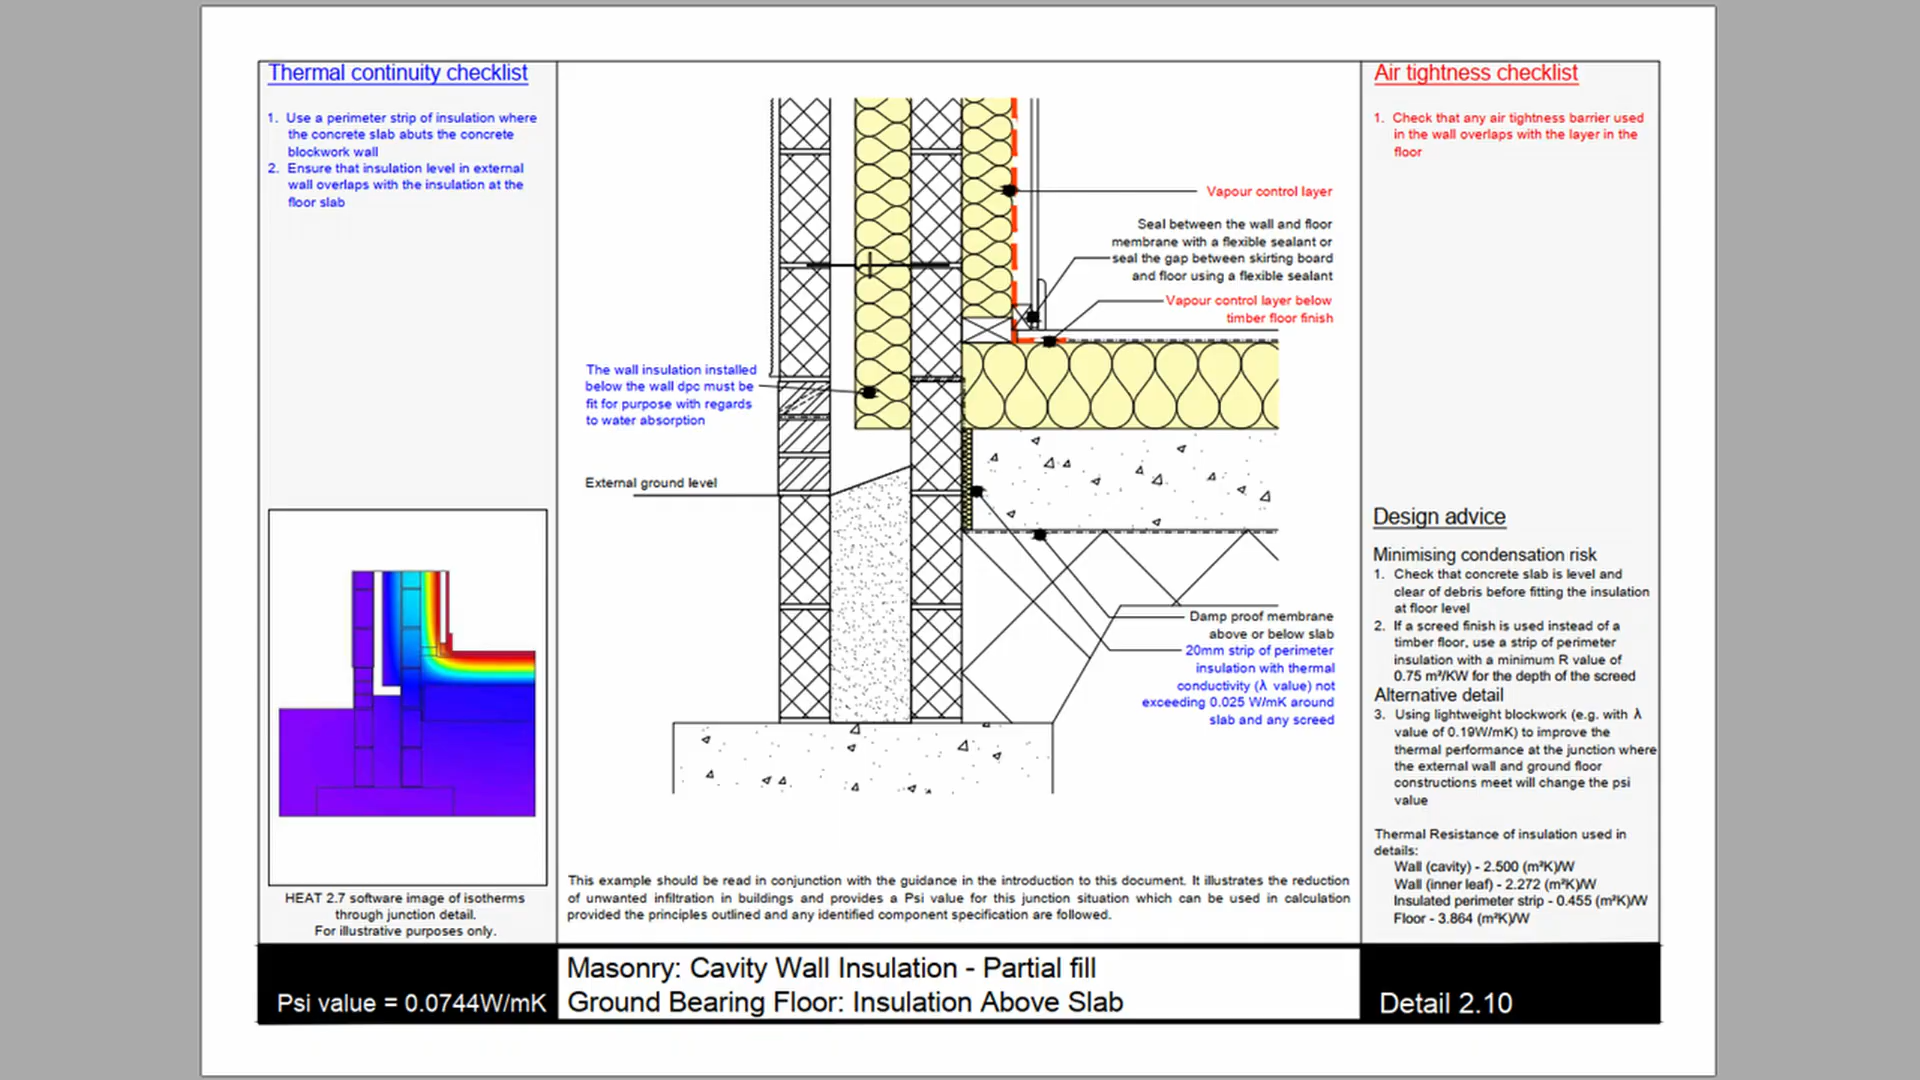 Thermal continuity checklist
1. Use a perimeter strip of insulation where
the concrete slab abuts the concrete
blockwork wall
2. Ensure that insulation level in external
wall overlaps with the insulation at the
floor slab
HEAT 2.7 software image of isotherms
through junction detail.
For illustrative purposes only.
Psi value = 0.0744W/mK
Vapour control layer
Seal between the wall and floor
membrane with a flexible sealant or
seal the gap between skirting board
and floor using a flexible sealant
Vapour control layer below
timber floor finish
The wall insulation installed
below the wall dpc must be
fit for purpose with regards
to water absorption
External ground level
Damp proof membrane
above or below slab
20mm strip of perimeter
insulation with thermal
conductivity (λ value) not
exceeding 0.025 W/mK around
slab and any screed
This example should be read in conjunction with the guidance in the introduction to this document. It illustrates the reduction
of unwanted infiltration in buildings and provides a Psi value for this junction situation which can be used in calculation
provided the principles outlined and any identified component specification are followed.
Masonry: Cavity Wall Insulation - Partial fill
Ground Bearing Floor: Insulation Above Slab
Air tightness checklist
1. Check that any air tightness barrier used
in the wall overlaps with the layer in the
floor
Design advice
Minimising condensation risk
1. Check that concrete slab is level and
clear of debris before fitting the insulation
at floor level
2. If a screed finish is used instead of a
timber floor, use a strip of perimeter
insulation with a minimum R value of
0.75 m²/KW for the depth of the screed
Alternative detail
3. Using lightweight blockwork (e.g. with λ
value of 0.19W/mK) to improve the
thermal performance at the junction where
the external wall and ground floor
constructions meet will change the psi
value
Thermal Resistance of insulation used in
details:
Wall (cavity) - 2.500 (m²K)/W
Wall (inner leaf) - 2.272 (m²K)/W
Insulated perimeter strip - 0.455 (m²K)/W
Floor - 3.864 (m²K)/W
Detail 2.10